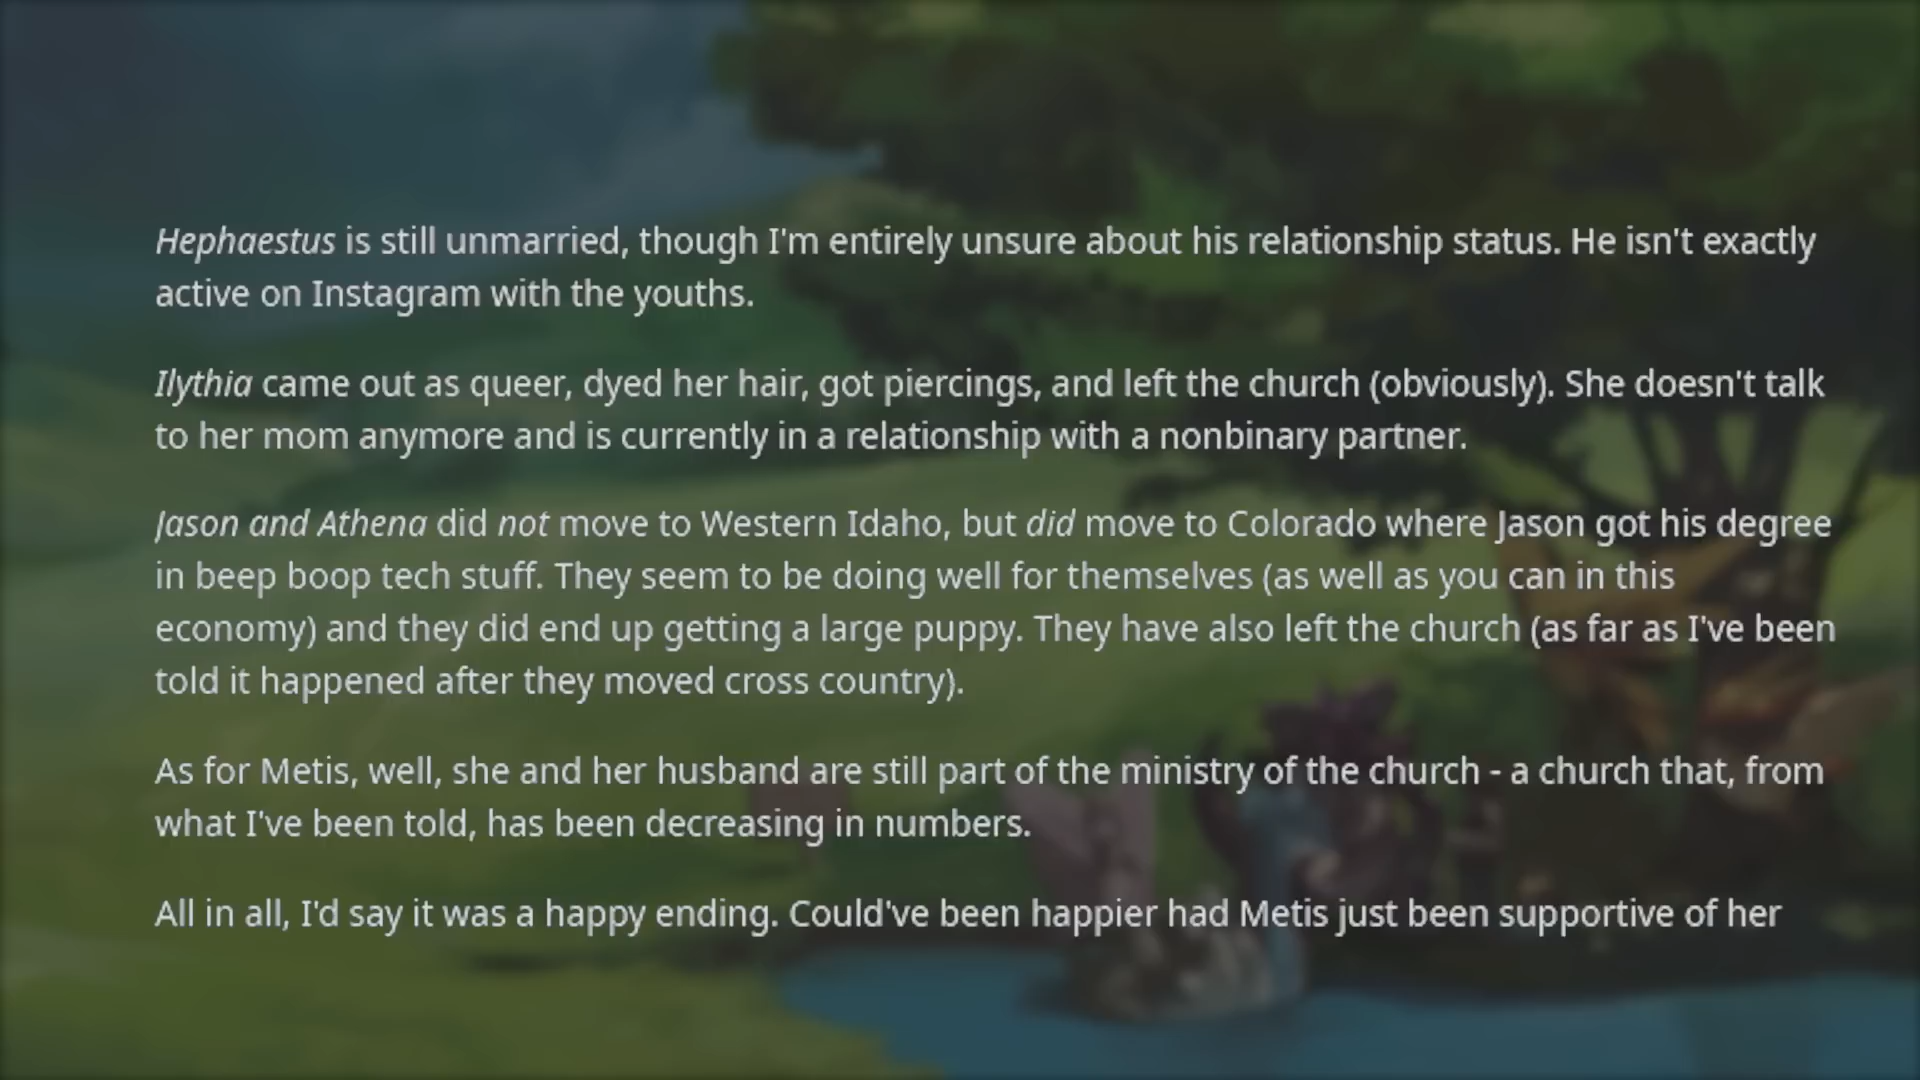 Hephaestus is still unmarried, though I'm entirely unsure about his relationship status. He isn't exactly
active on Instagram with the youths.
Ilythia came out as queer, dyed her hair, got piercings, and left the church (obviously). She doesn't talk
to her mom anymore and is currently in a relationship with a nonbinary partner.
Jason and Athena did not move to Western Idaho, but did move to Colorado where Jason got his degree
in beep boop tech stuff. They seem to be doing well for themselves (as well as you can in this
economy) and they did end up getting a large puppy. They have also left the church (as far as I've been
told it happened after they moved cross country).
As for Metis, well, she and her husband are still part of the ministry of the church - a church that, from
what I've been told, has been decreasing in numbers.
All in all, I'd say it was a happy ending. Could've been happier had Metis just been supportive of her